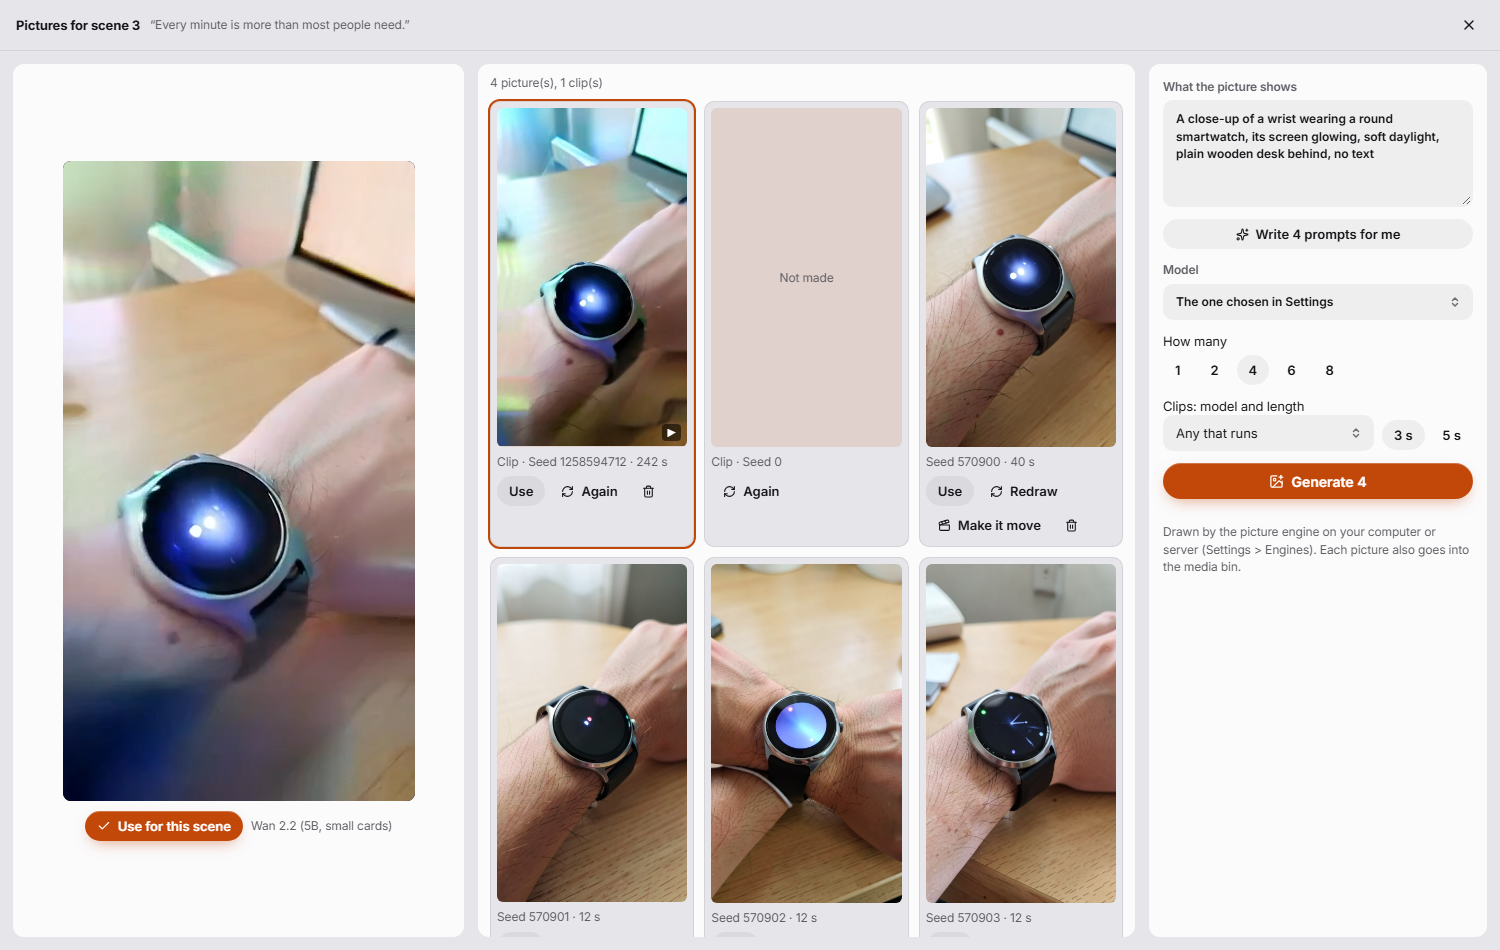 Pictures for scene 3 “Every minute is more than most people need.”
4 picture(s), 1 clip(s)
Not made
Clip · Seed 1258594712 · 242 s
Use Again
Clip · Seed 0
Again
Seed 570900 · 40 s
Use Redraw
Make it move
Seed 570901 · 12 s
Seed 570902 · 12 s
Seed 570903 · 12 s
Use for this scene Wan 2.2 (5B, small cards)
What the picture shows
A close-up of a wrist wearing a round
smartwatch, its screen glowing, soft daylight,
plain wooden desk behind, no text
Write 4 prompts for me
Model
The one chosen in Settings
How many
1 2 4 6 8
Clips: model and length
Any that runs 3 s 5 s
Generate 4
Drawn by the picture engine on your computer or
server (Settings > Engines). Each picture also goes into
the media bin.